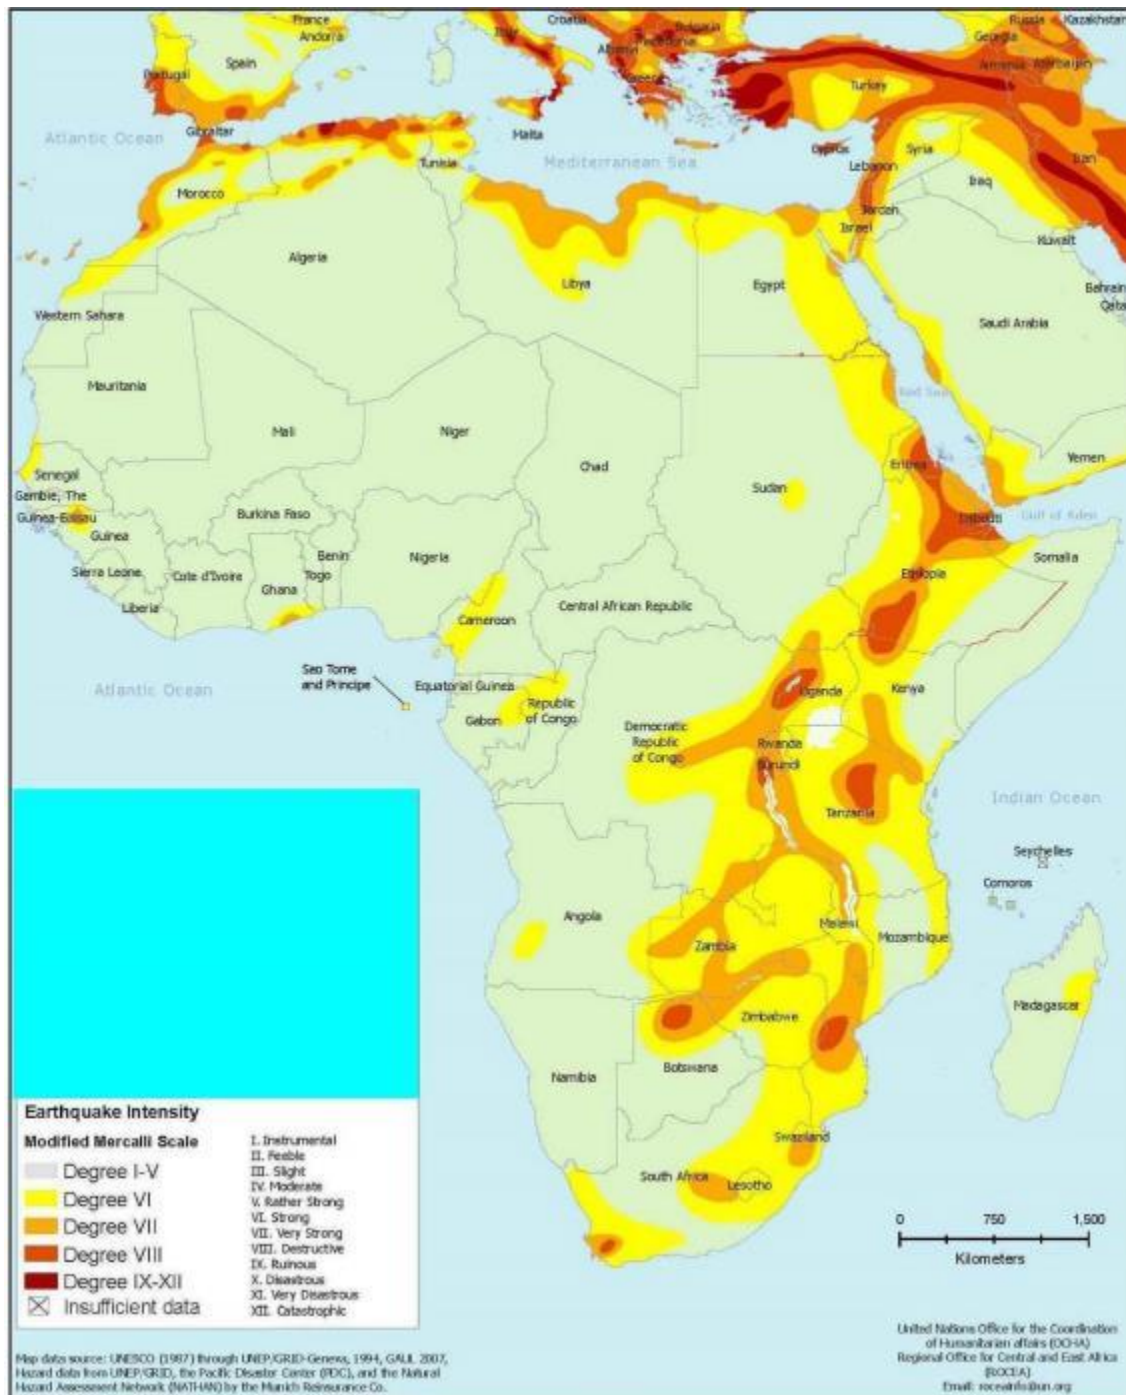 France
Croatia
Bulgaria
Russia
Kazakhstan
Andorra
Italy
Albania
Macedonia
Georgia
Portugal
Spain
Greece
Turkey
Armenia
Azerbaijan
Atlantic Ocean
Gibraltar
Malta
Cyprus
Syria
Iran
Tunisia
Mediterranean Sea
Lebanon
Iraq
Morocco
Jordan
Israel
Kuwait
Algeria
Libya
Egypt
Bahrain
Qata
Western Sahara
Saudi Arabia
Mauritania
Red Sea
Mali
Niger
Chad
Yemen
Senegal
Eritrea
Gambie, The
Sudan
Guinea-Bassau
Burkina Faso
Djibouti
Gulf of Aden
Guinea
Benin
Nigeria
Somalia
Sierra Leone
Cote d'Ivoire
Togo
Ghana
Ethiopia
Liberia
Cameroon
Central African Republic
Sao Tome
and Principe
Atlantic Ocean
Equatorial Guinea
Uganda
Kenya
Gabon
Republic
of Congo
Democratic
Republic
of Congo
Rwanda
Burundi
Indian Ocean
Tanzania
Seychelles
Comoros
Angola
Malawi
Zambia
Mozambique
Madagascar
Zimbabwe
Namibia
Botswana
Swaziland
South Africa
Lesotho
Earthquake Intensity
Modified Mercalli Scale
Degree I-V
Degree VI
Degree VII
Degree VIII
Degree IX-XII
Insufficient data
I. Instrumental
II. Feeble
III. Slight
IV. Moderate
V. Rather Strong
VI. Strong
VII. Very Strong
VIII. Destructive
IX. Ruinous
X. Disastrous
XI. Very Disastrous
XII. Catastrophic
0 750 1,500
Kilometers
Map data source: UNESCO (1987) through UNEP/GRID-Geneva, 1994, GAUL 2007,
Hazard data from UNEP/GRID, the Pacific Disaster Center (PDC), and the Natural
Hazard Assessment Network (NATHAN) by the Munich Reinsurance Co.
United Nations Office for the Coordination
of Humanitarian affairs (OCHA)
Regional Office for Central and East Africa
(ROCEA)
Email: roceainfo@un.org